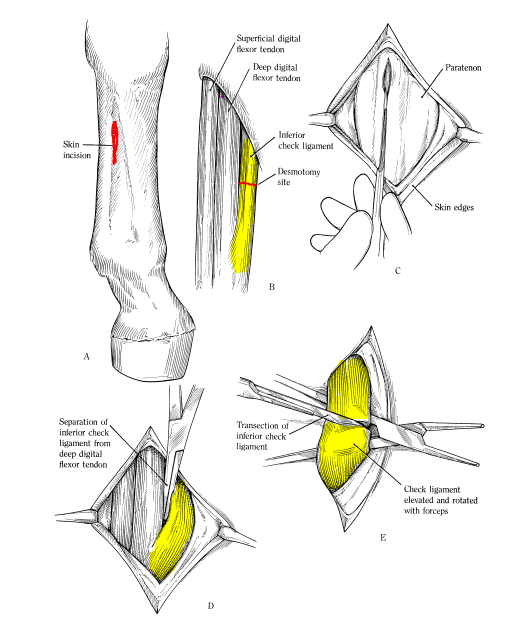 Superficial digital
flexor tendon
Deep digital
flexor tendon
Paratenon
Skin
incision
Inferior
check ligament
Desmotomy
site
Skin edges
C
B
A
Separation of
inferior check
ligament from
deep digital
flexor tendon
Transection of
inferior check
ligament
Check ligament
elevated and rotated
with forceps
E
D